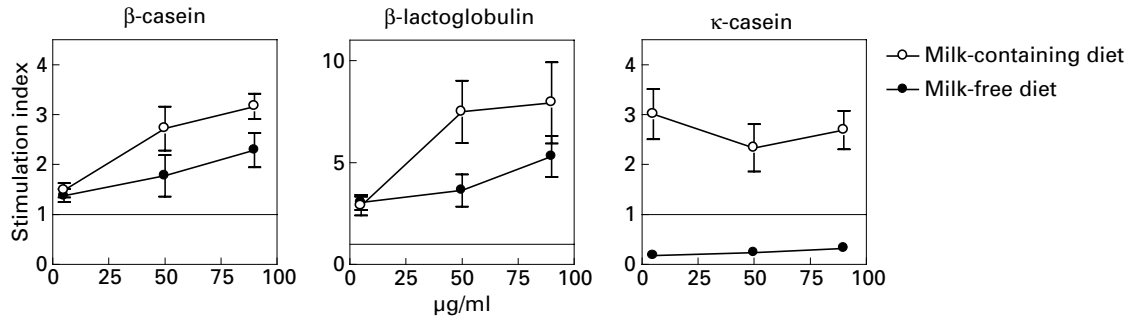 β-casein
β-lactoglobulin
κ-casein
Stimulation index
4
3
2
1
0
0 25 50 75 100
10
5
0
0 25 50 75 100
4
3
2
1
0
0 25 50 75 100
µg/ml
Milk-containing diet
Milk-free diet